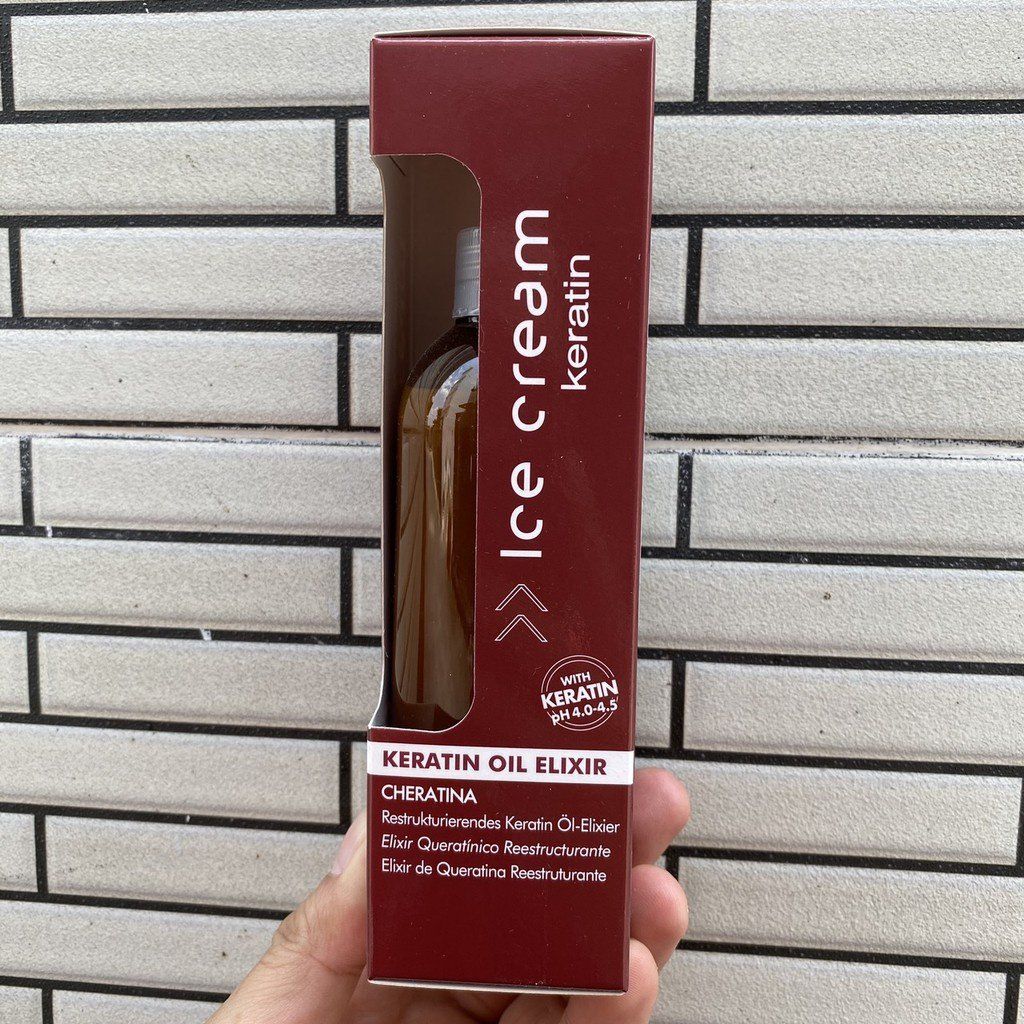 Ice cream
keratin
WITH
KERATIN
pH 4.0-4.5
KERATIN OIL ELIXIR
CHERATINA
Restrukturierendes Keratin Öl-Elixier
Elixir Queratínico Reestructurante
Elixir de Queratina Reestruturante